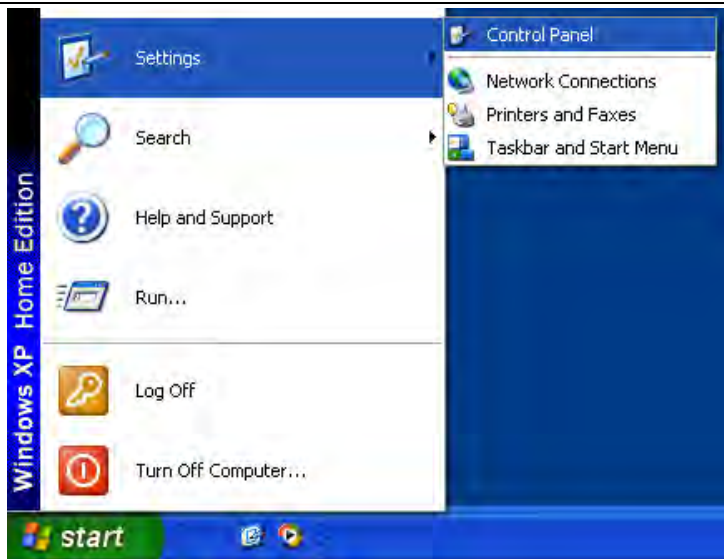 Settings
Search
Help and Support
Run...
Log Off
Turn Off Computer...
Control Panel
Network Connections
Printers and Faxes
Taskbar and Start Menu
Windows XP Home Edition
start